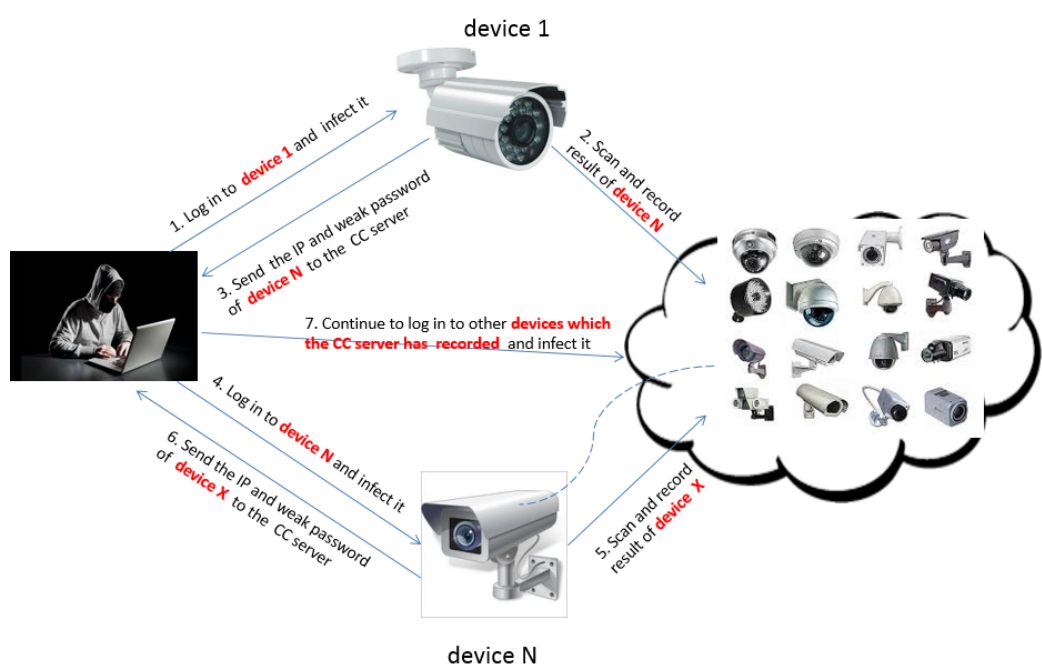 device 1
1. Log in to device 1 and infect it
2. Scan and record
result of device N
3. Send the IP and weak password
of device N to the CC server
7. Continue to log in to other devices which
the CC server has recorded and infect it
4. Log in to device N and infect it
6. Send the IP and weak password
of device X to the CC server
5. Scan and record
result of device X
device N